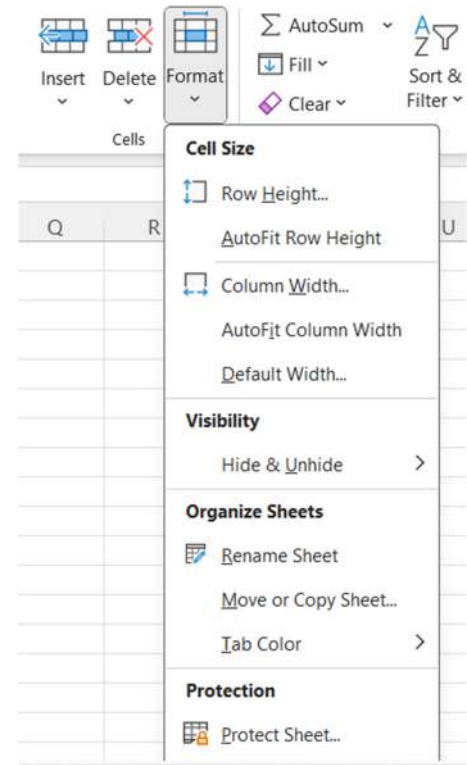 AutoSum
Fill
Clear
Insert
Delete
Format
Sort &
Filter
Cells
Q
R
U
Cell Size
Row Height...
AutoFit Row Height
Column Width...
AutoFit Column Width
Default Width...
Visibility
Hide & Unhide
Organize Sheets
Rename Sheet
Move or Copy Sheet...
Tab Color
Protection
Protect Sheet...